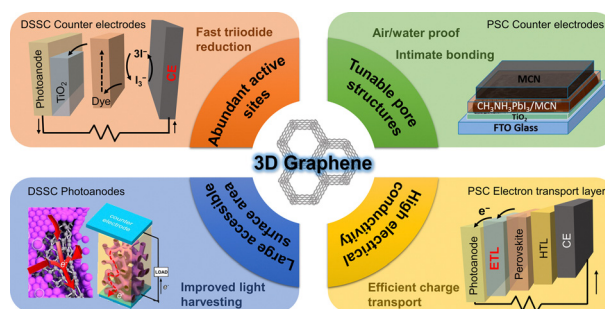 DSSC Counter electrodes
Fast triiodide
reduction
Photoanode
TiO2
Dye
3I−
I3−
CE
Abundant active
sites
PSC Counter electrodes
Air/water proof
Intimate bonding
Tunable pore
structures
MCN
CH3NH3PbI3/MCN
TiO2
FTO Glass
3D Graphene
DSSC Photoanodes
Large accessible
surface area
counter
electrode
e−
LOAD
e−
e−
Improved light
harvesting
High electrical
conductivity
PSC Electron transport layer
e−
Photoanode
ETL
Perovskite
HTL
CE
Efficient charge
transport